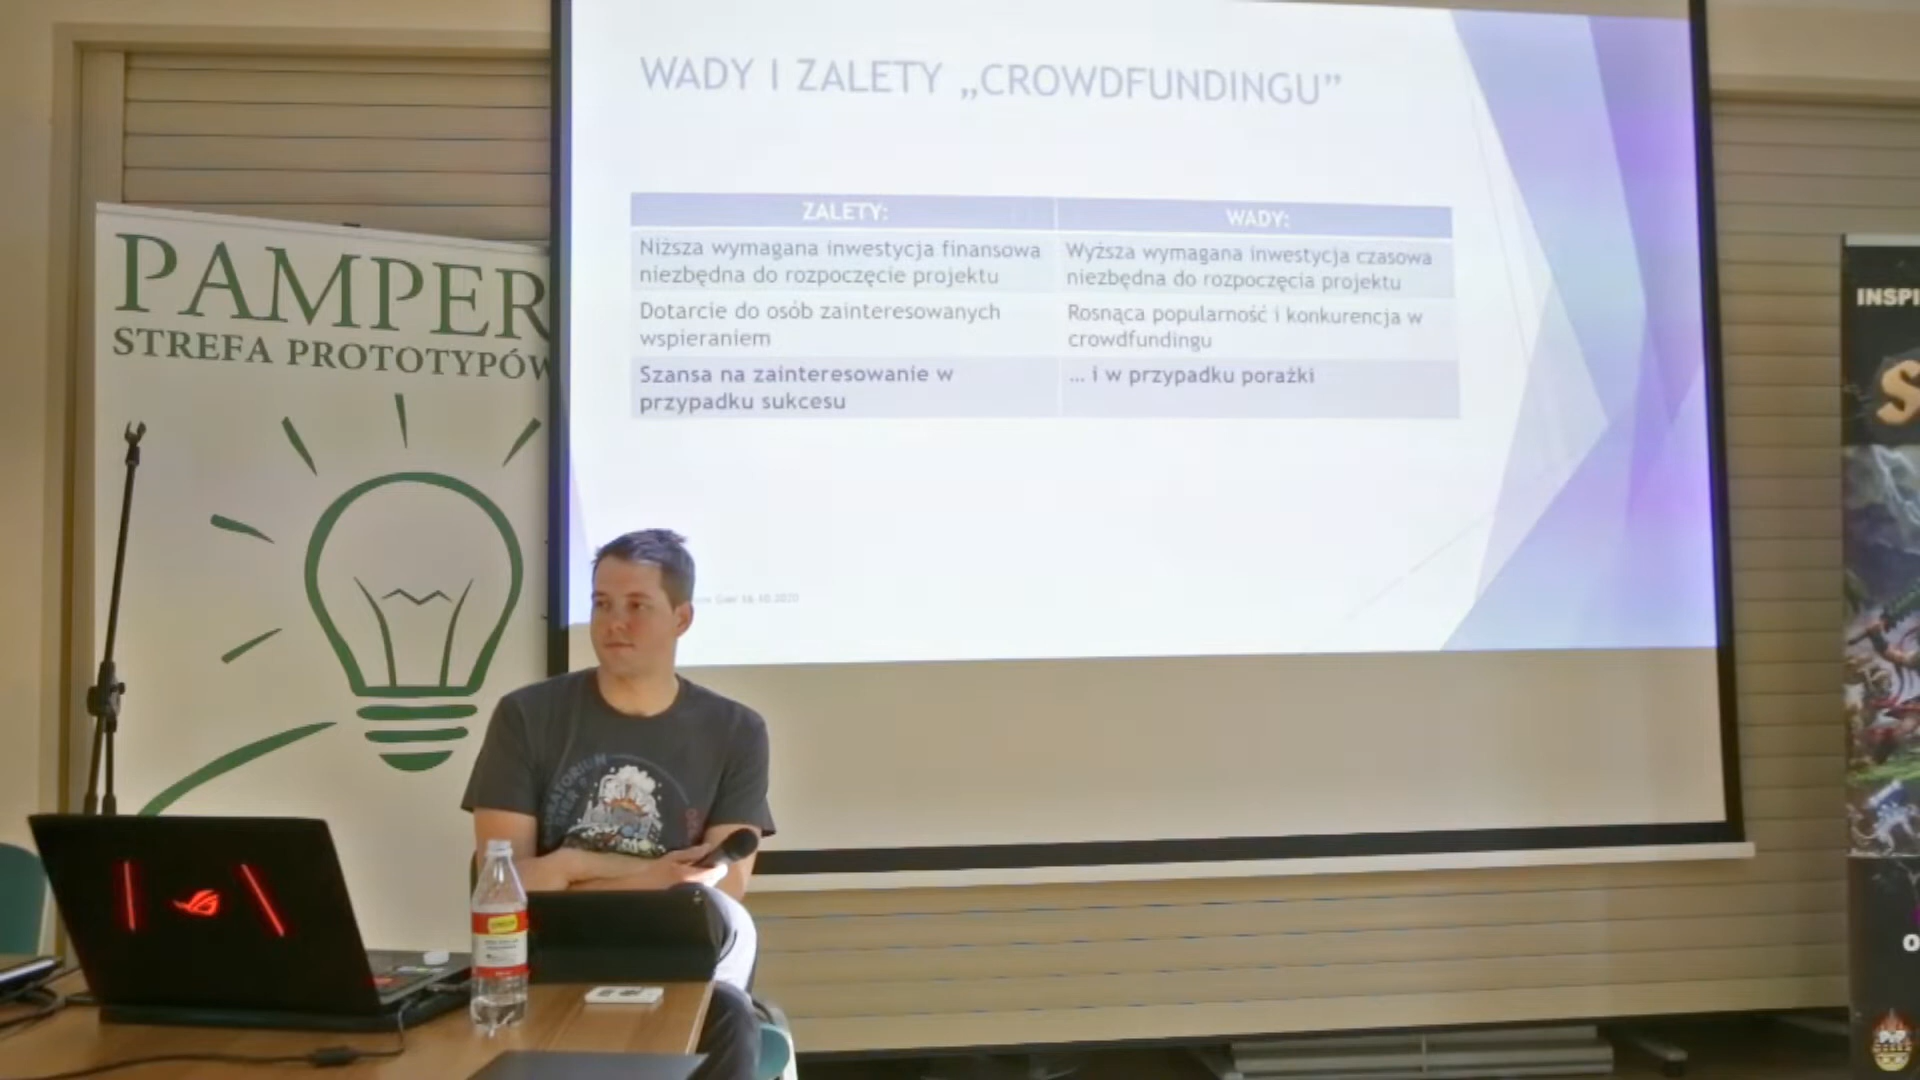 WADY I ZALETY „CROWDFUNDINGU”
ZALETY:
WADY:
Niższa wymagana inwestycja finansowa
niezbędna do rozpoczęcie projektu
Wyższa wymagana inwestycja czasowa
niezbędna do rozpoczęcia projektu
Dotarcie do osób zainteresowanych
wspieraniem
Rosnąca popularność i konkurencja w
crowdfundingu
Szansa na zainteresowanie w
przypadku sukcesu
... i w przypadku porażki
10.2020
PAMPER
STREFA PROTOTYPÓW
INSPI
S
O